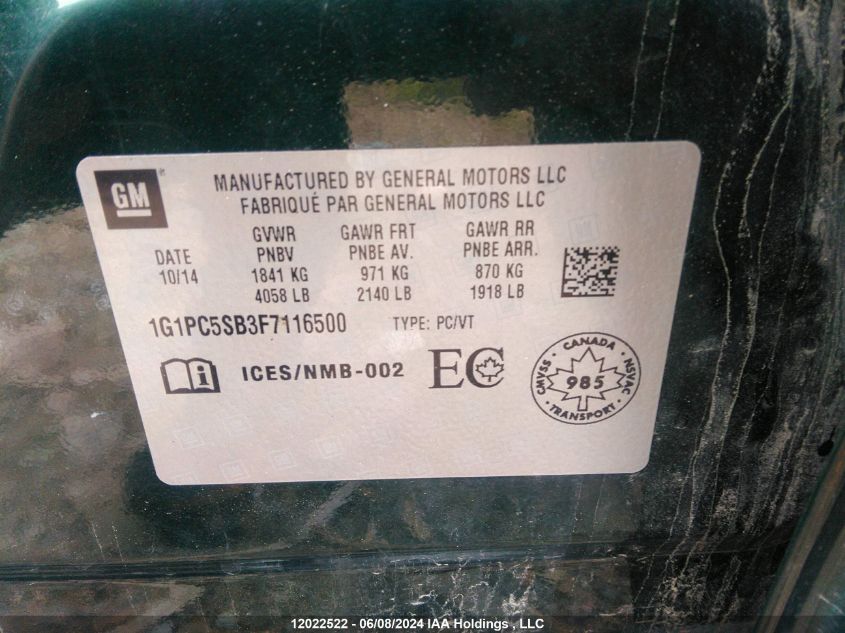 GM
MANUFACTURED BY GENERAL MOTORS LLC
FABRIQUÉ PAR GENERAL MOTORS LLC
DATE
10/14
GVWR
PNBV
1841 KG
4058 LB
GAWR FRT
PNBE AV.
971 KG
2140 LB
GAWR RR
PNBE ARR.
870 KG
1918 LB
1G1PC5SB3F7116500 TYPE: PC/VT
i ICES/NMB-002 EC
CANADA
CMVSS 985 NSVAC
TRANSPORT
12022522 - 06/08/2024 IAA Holdings , LLC